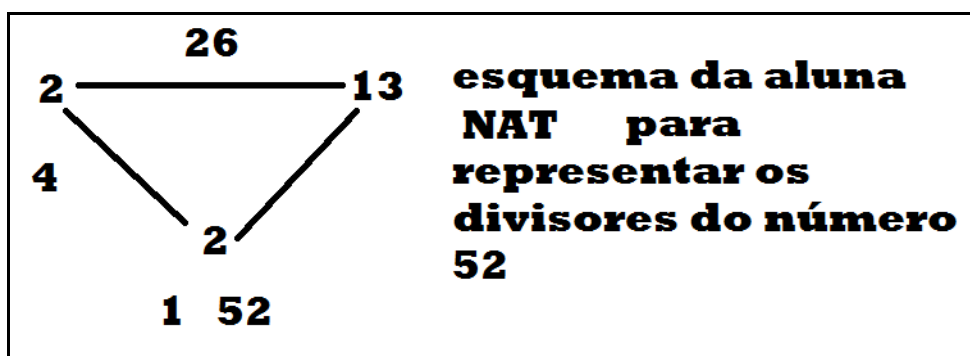 26
2 13
4
2
1 52
esquema da aluna
NAT para
representar os
divisores do número
52